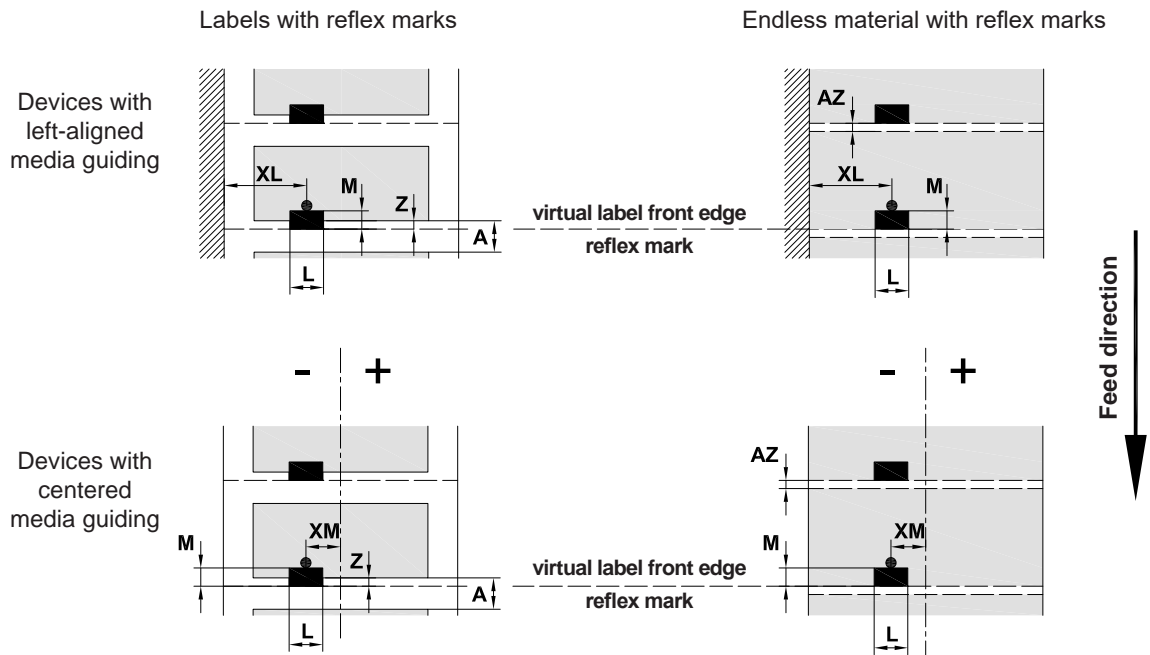 Labels with reflex marks
Endless material with reflex marks
Devices with
left-aligned
media guiding
XL
M
Z
A
L
virtual label front edge
reflex mark
AZ
XL
M
L
Feed direction
- +
- +
Devices with
centered
media guiding
M
XM
Z
A
L
virtual label front edge
reflex mark
AZ
XM
M
L